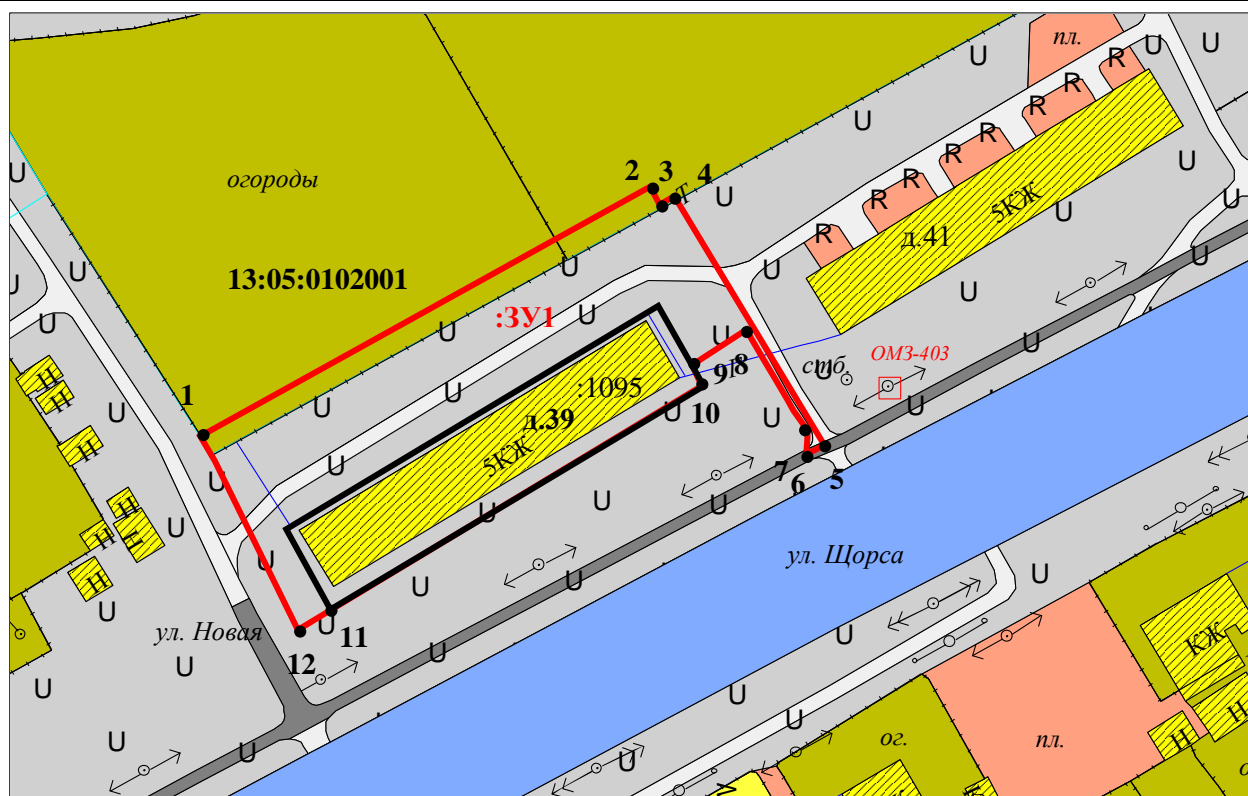 пл.
U
U
U
R
R
U
R
R
R
R
R
R
U
U
огороды
2
3
4
Т
U
U
5КЖ
U
д.41
R
U
U
U
U
13:05:0102001
U
U
U
:ЗУ1
U
U
U
U
U
ОМЗ-403
стб.
8
9
U
U
1
Н
Н
U
U
:1095
10
U
U
U
д.39
5КЖ
Н
U
U
7
6
5
U
U
U
U
Н
U
Н
Н
U
ул. Щорса
U
Н
U
U
U
U
ул. Новая
11
12
U
U
КЖ
U
U
U
U
U
U
ог.
пл.
Н
Н
U